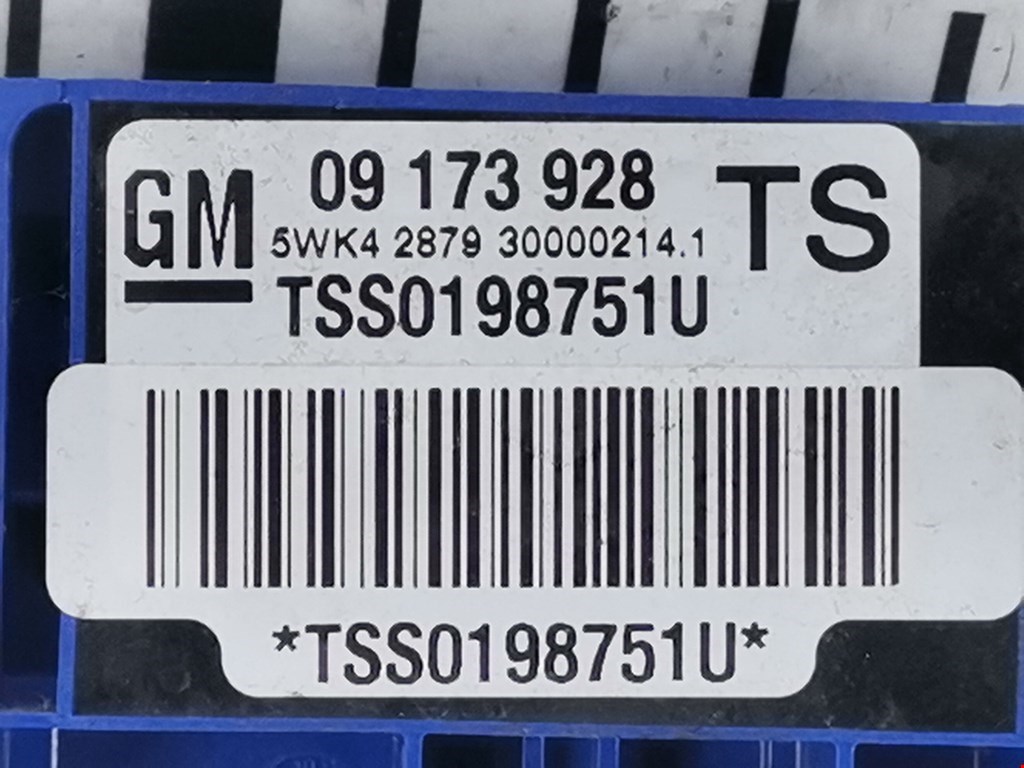 GM 09 173 928 TS
5WK4 2879 30000214.1
TSS0198751U
*TSS0198751U*